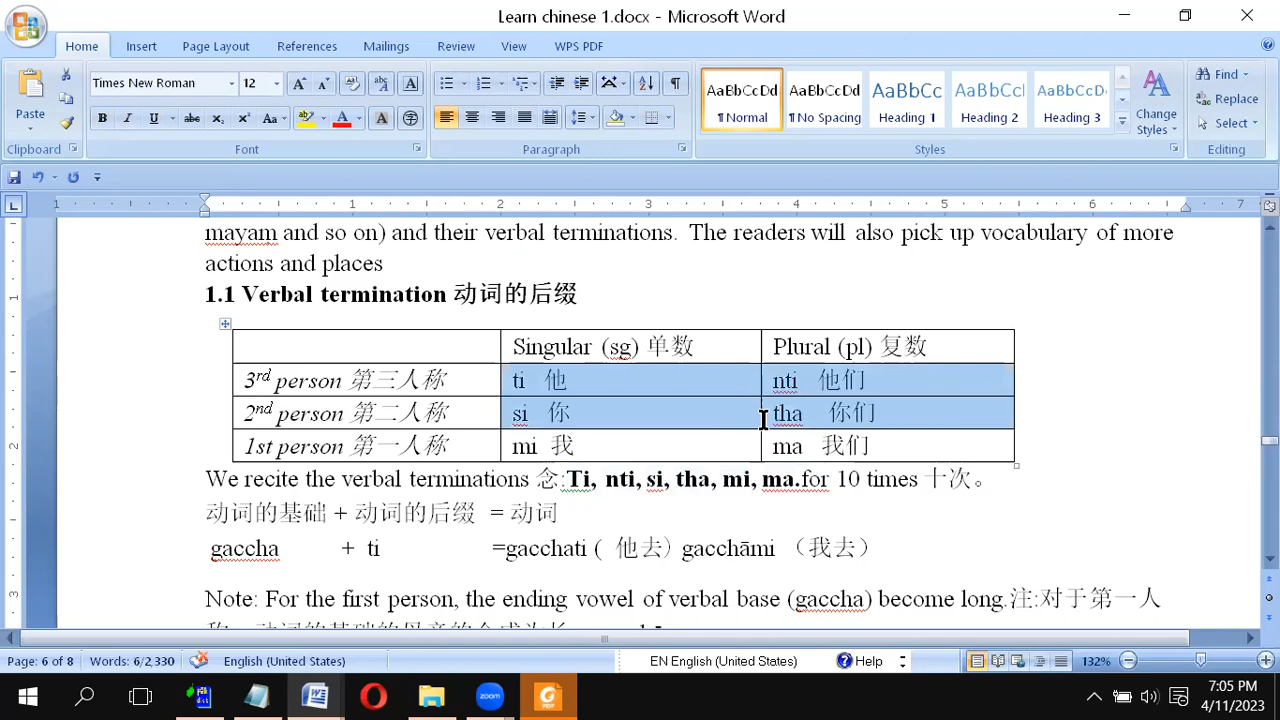 Learn chinese 1.docx - Microsoft Word
Home Insert Page Layout References Mailings Review View WPS PDF
Paste
Clipboard
Times New Roman 12
Font
Paragraph
AaBbCcDd AaBbCcDd AaBbCc AaBbCcl AaBbCcDd
¶ Normal ¶ No Spacing Heading 1 Heading 2 Heading 3
Change Styles
Styles
Find
Replace
Select
Editing
mayam and so on) and their verbal terminations. The readers will also pick up vocabulary of more
actions and places
1.1 Verbal termination 动词的后缀
Singular (sg) 单数 Plural (pl) 复数
3rd person 第三人称 ti 他 nti 他们
2nd person 第二人称 si 你 tha 你们
1st person 第一人称 mi 我 ma 我们
We recite the verbal terminations 念:Ti, nti, si, tha, mi, ma.for 10 times 十次。
动词的基础 + 动词的后缀 = 动词
gaccha + ti =gacchati ( 他去) gacchāmi （我去）
Note: For the first person, the ending vowel of verbal base (gaccha) become long.注:对于第一人
Page: 6 of 8 Words: 6/2,330 English (United States) EN English (United States) Help 132%
zoom
7:05 PM
4/11/2023